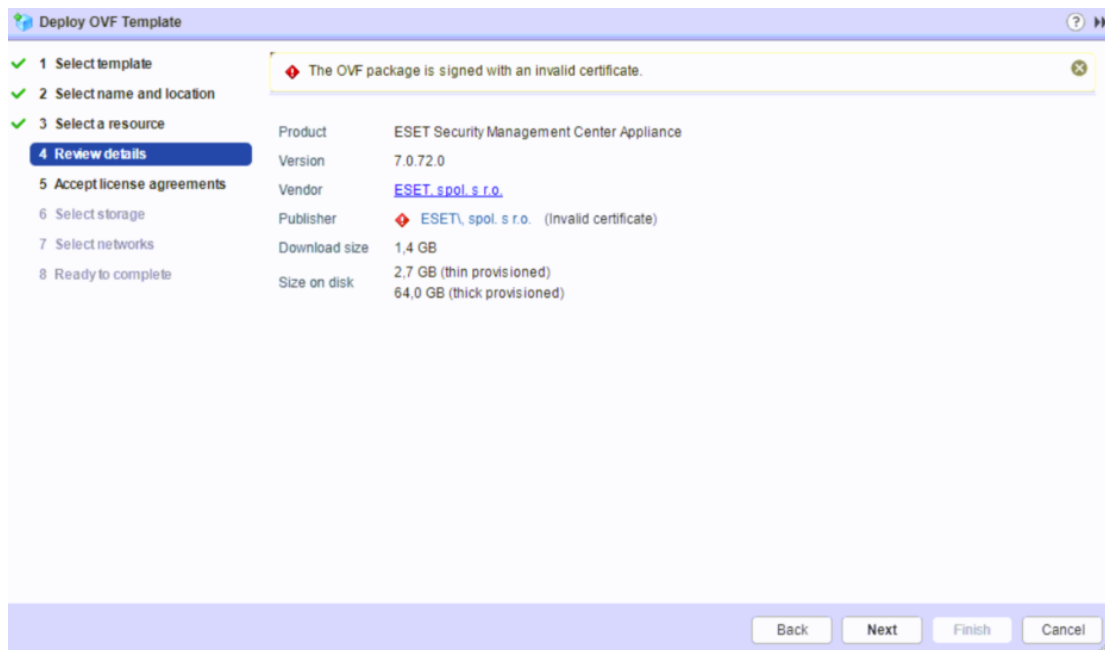 Deploy OVF Template
1 Select template
2 Select name and location
3 Select a resource
4 Review details
5 Accept license agreements
6 Select storage
7 Select networks
8 Ready to complete
The OVF package is signed with an invalid certificate.
Product ESET Security Management Center Appliance
Version 7.0.72.0
Vendor ESET, spol. s r.o.
Publisher ESET\, spol. s r.o. (Invalid certificate)
Download size 1,4 GB
Size on disk 2,7 GB (thin provisioned)
64,0 GB (thick provisioned)
Back Next Finish Cancel